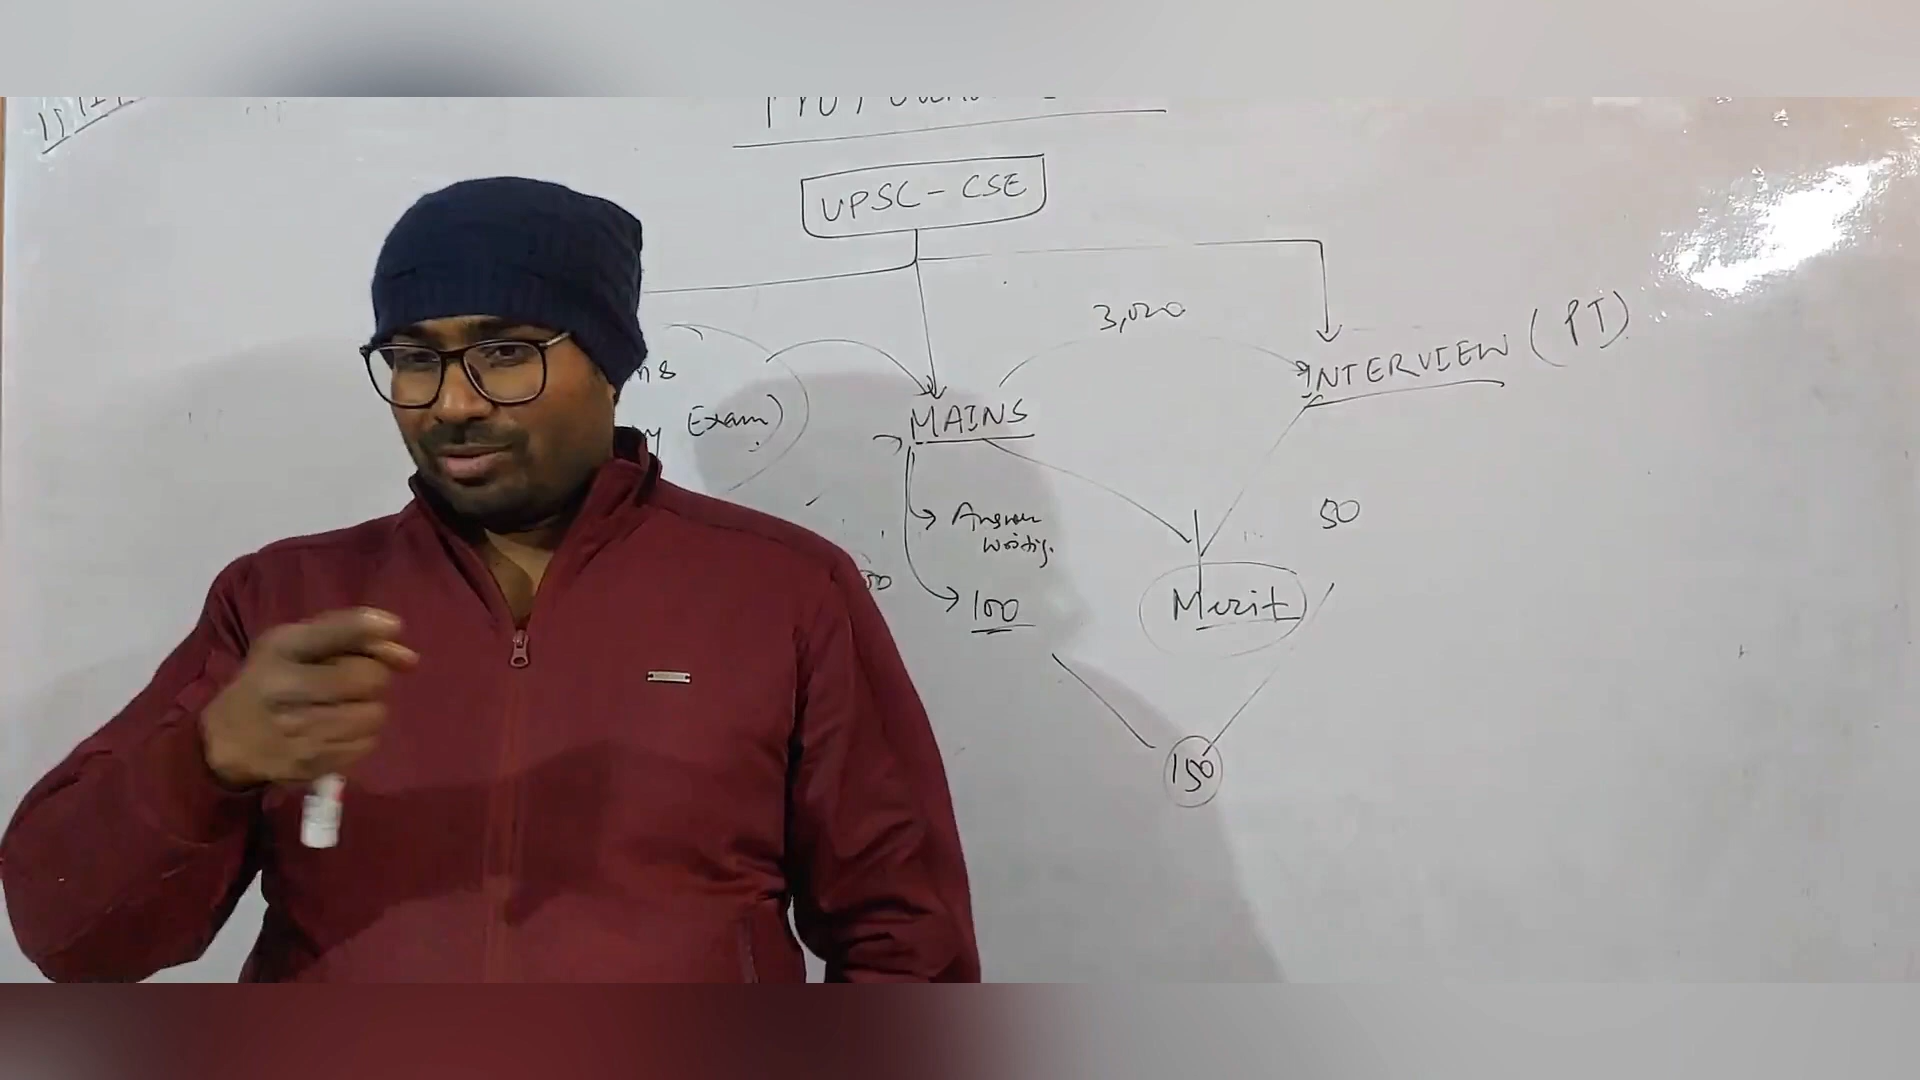 UPSC - CSE
3,020
INTERVIEW (PT)
Exam)
MAINS
Answer
writing.
50
100
Merit
150